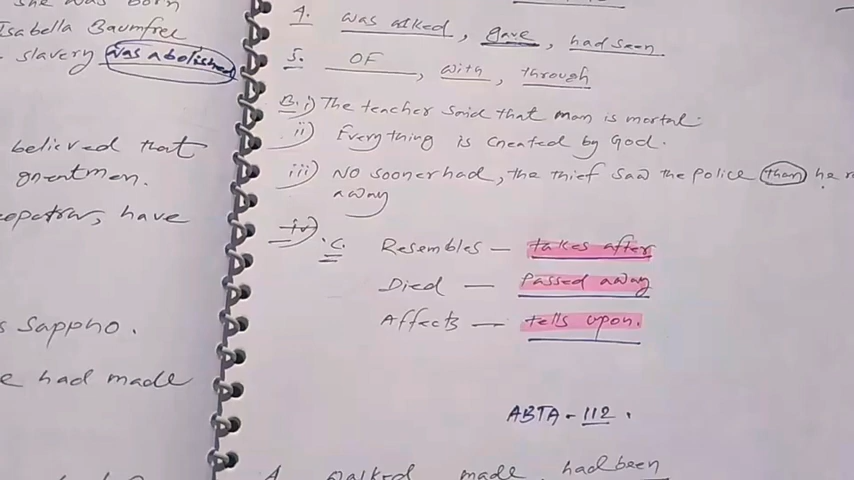 she was born
Isabella Baumfree
slavery was abolished
believed that
greatmen.
have
s Sappho.
e had made
4. was asked, gave, had seen
5. OF, with, through
B. i) The teacher said that man is mortal.
ii) Everything is created by God.
iii) No sooner had, the thief saw the police than he
away
iv)
C. Resembles - takes after
Died - Passed away
Affects - tells upon.
ABTA - 112.
A walked made had been